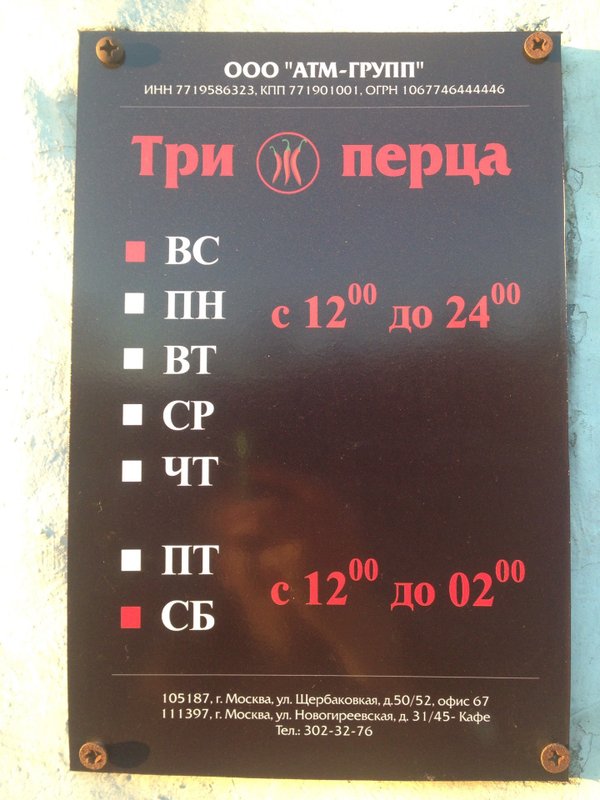 ООО "АТМ-ГРУПП"
ИНН 7719586323, КПП 771901001, ОГРН 1067746444446
Три перца
ВС
ПН
с 12⁰⁰ до 24⁰⁰
ВТ
СР
ЧТ
ПТ
с 12⁰⁰ до 02⁰⁰
СБ
105187, г. Москва, ул. Щербаковкая, д.50/52, офис 67
111397, г. Москва, ул. Новогиреевская, д. 31/45- Кафе
Тел.: 302-32-76